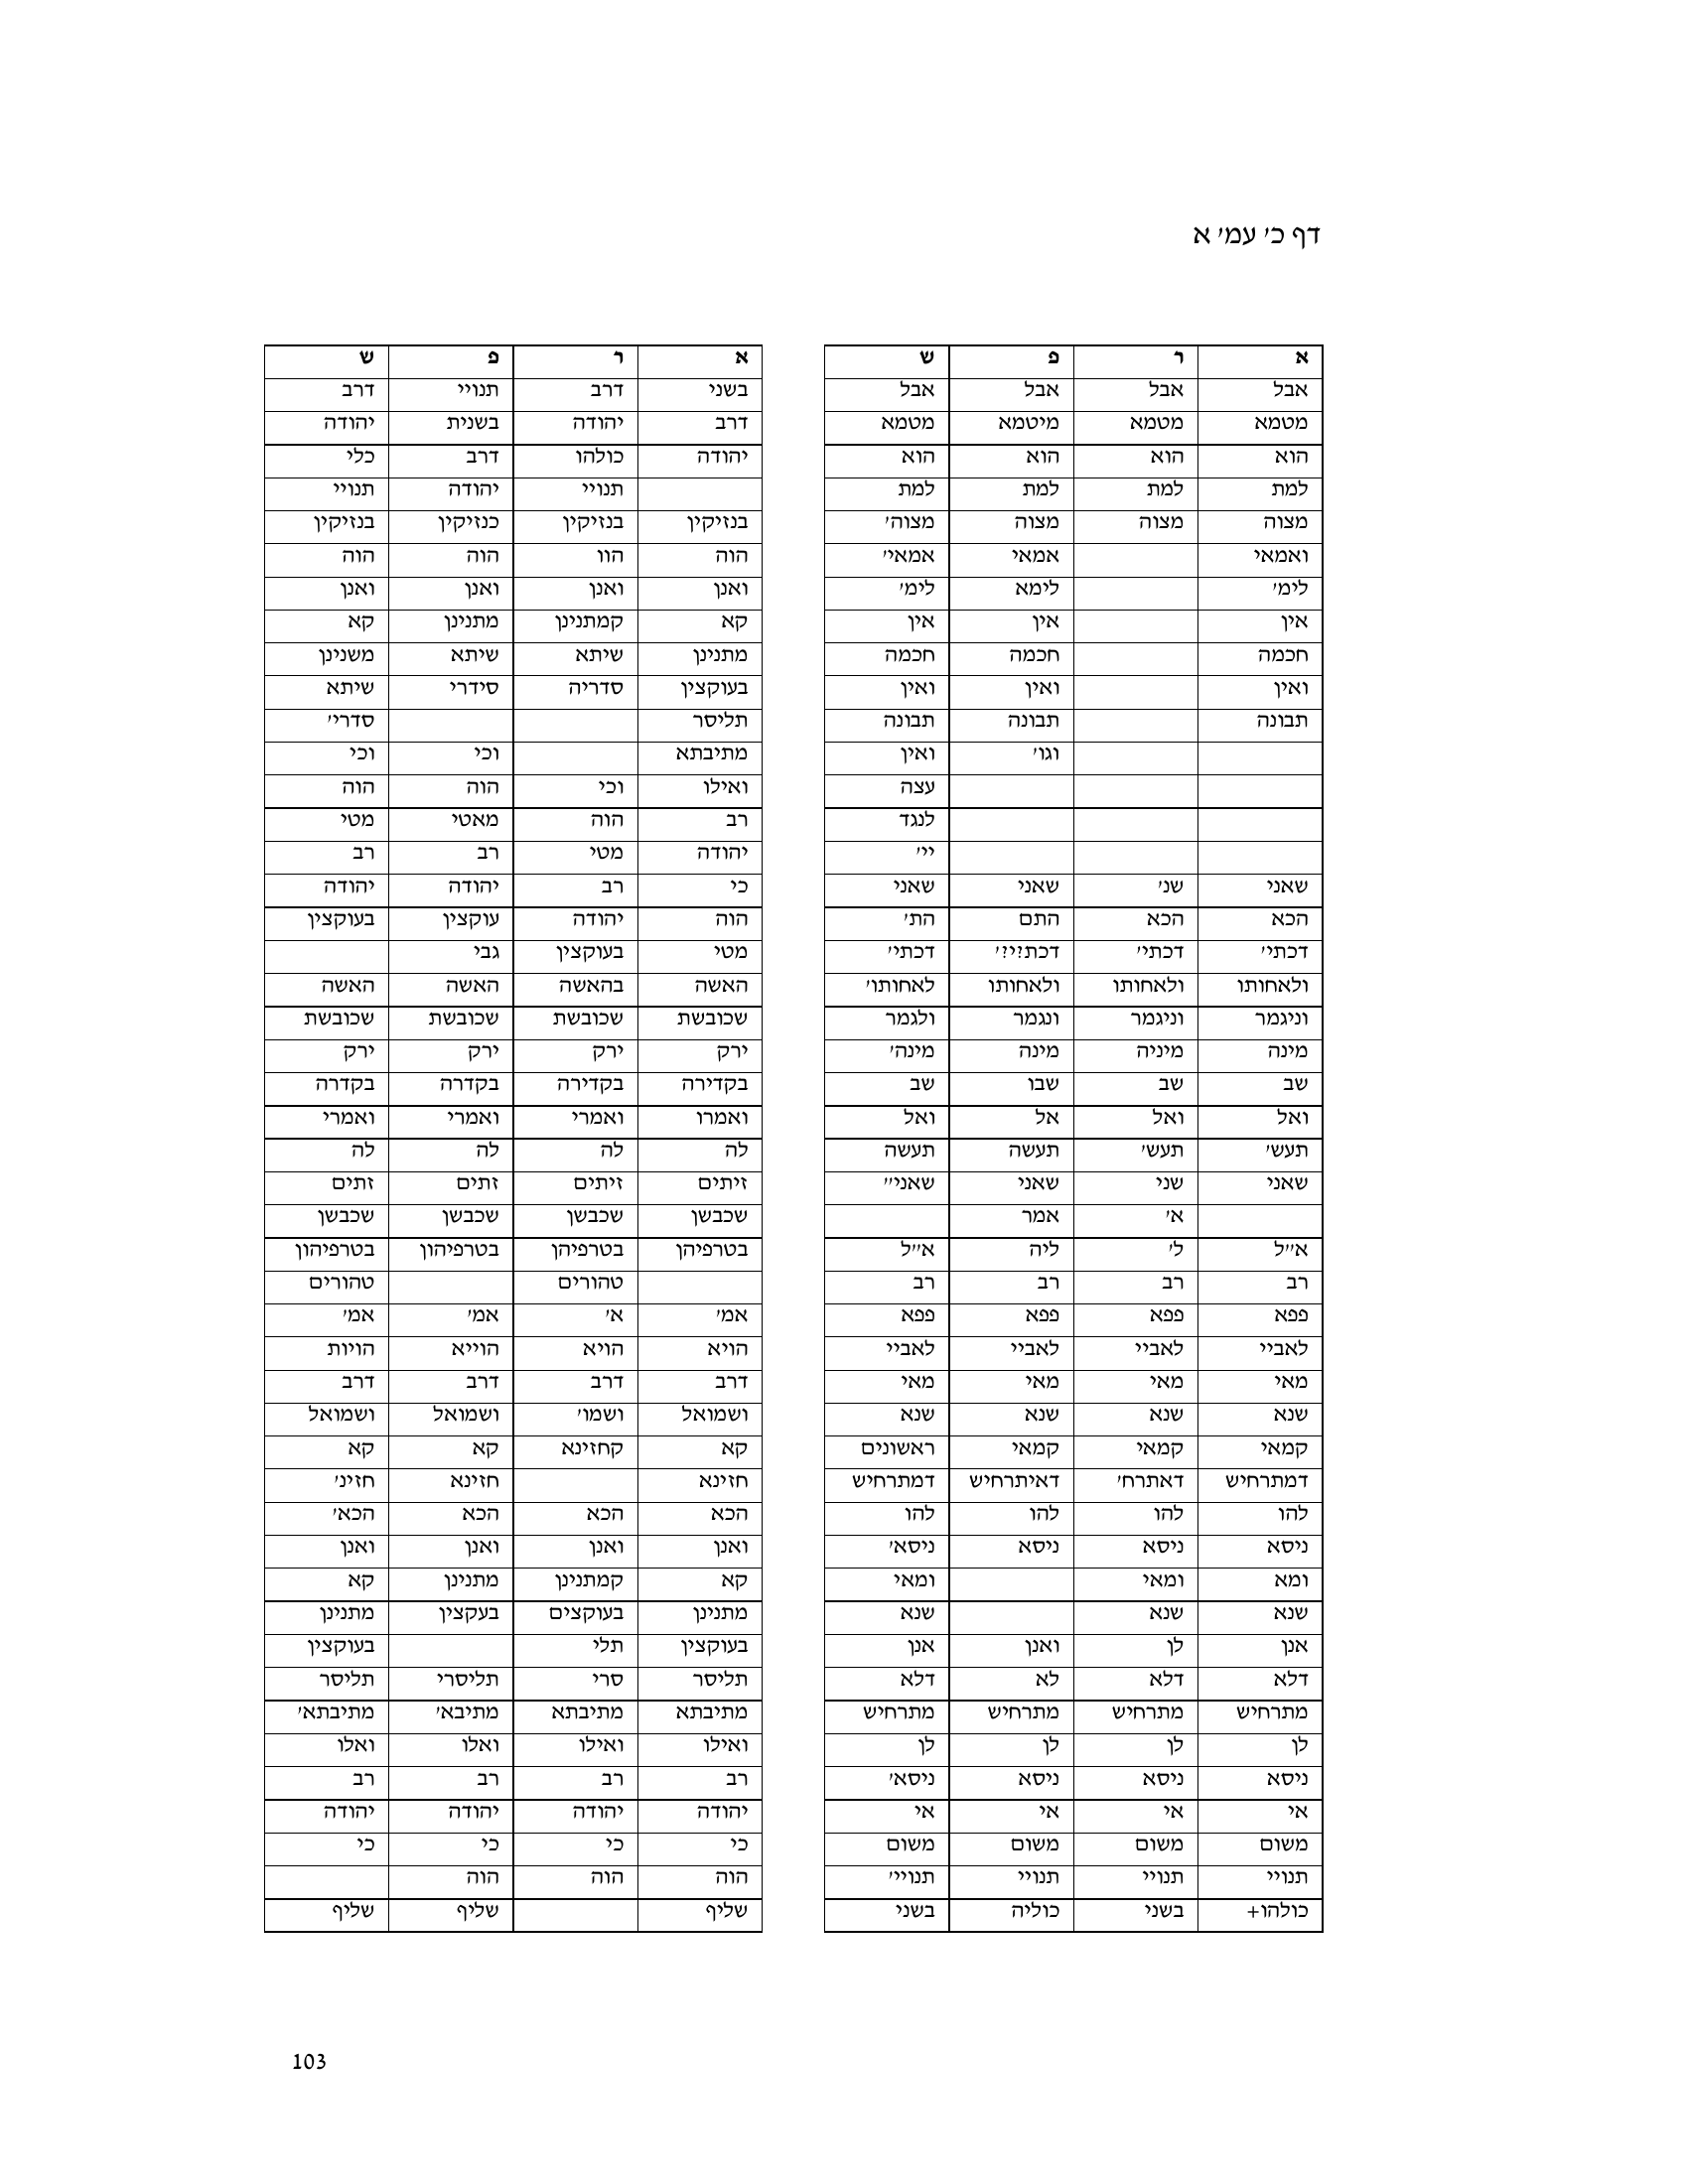 דף כ׳ עמ׳ א
א ר פ ש
אבל אבל אבל אבל
מטמא מטמא מיטמא מטמא
הוא הוא הוא הוא
למת למת למת למת
מצוה מצוה מצוה מצוה׳
ואמאי אמאי אמאי׳
לימ׳ לימא לימ׳
אין אין אין
חכמה חכמה חכמה
ואין ואין ואין
תבונה תבונה תבונה
וגו׳ ואין
עצה
לנגד
יי׳
שאני שנ׳ שאני שאני
הכא הכא התם הת׳
דכתי׳ דכתי׳ דכת?י?׳ דכתי׳
ולאחותו ולאחותו ולאחותו לאחותו׳
וניגמר וניגמר ונגמר ולגמר
מינה מיניה מינה מינה׳
שב שב שבו שב
ואל ואל אל ואל
תעש׳ תעש׳ תעשה תעשה
שאני שני שאני שאני׳׳
א׳ אמר
א׳׳ל ל׳ ליה א׳׳ל
רב רב רב רב
פפא פפא פפא פפא
לאביי לאביי לאביי לאביי
מאי מאי מאי מאי
שנא שנא שנא שנא
קמאי קמאי קמאי ראשונים
דמתרחיש דאתרח׳ דאיתרחיש דמתרחיש
להו להו להו להו
ניסא ניסא ניסא ניסא׳
ומא ומאי ומאי
שנא שנא שנא
אנן לן ואנן אנן
דלא דלא לא דלא
מתרחיש מתרחיש מתרחיש מתרחיש
לן לן לן לן
ניסא ניסא ניסא ניסא׳
אי אי אי אי
משום משום משום משום
תנויי תנויי תנויי תנויי׳
כולהו+ בשני כוליה בשני
א ר פ ש
בשני דרב תנויי דרב
דרב יהודה בשנית יהודה
יהודה כולהו דרב כלי
תנויי יהודה תנויי
בנזיקין בנזיקין כנזיקין בנזיקין
הוה הוו הוה הוה
ואנן ואנן ואנן ואנן
קא קמתנינן מתנינן קא
מתנינן שיתא שיתא משנינן
בעוקצין סדריה סידרי שיתא
תליסר סדרי׳
מתיבתא וכי וכי
ואילו וכי הוה הוה
רב הוה מאטי מטי
יהודה מטי רב רב
כי רב יהודה יהודה
הוה יהודה עוקצין בעוקצין
מטי בעוקצין גבי
האשה בהאשה האשה האשה
שכובשת שכובשת שכובשת שכובשת
ירק ירק ירק ירק
בקדירה בקדירה בקדרה בקדרה
ואמרו ואמרי ואמרי ואמרי
לה לה לה לה
זיתים זיתים זתים זתים
שכבשן שכבשן שכבשן שכבשן
בטרפיהן בטרפיהן בטרפיהון בטרפיהון
טהורים טהורים
אמ׳ א׳ אמ׳ אמ׳
הויא הויא הוייא הויות
דרב דרב דרב דרב
ושמואל ושמו׳ ושמואל ושמואל
קא קחזינא קא קא
חזינא חזינא חזינ׳
הכא הכא הכא הכא׳
ואנן ואנן ואנן ואנן
קא קמתנינן מתנינן קא
מתנינן בעוקצים בעקצין מתנינן
בעוקצין תלי בעוקצין
תליסר סרי תליסרי תליסר
מתיבתא מתיבתא מתיבא׳ מתיבתא׳
ואילו ואילו ואלו ואלו
רב רב רב רב
יהודה יהודה יהודה יהודה
כי כי כי כי
הוה הוה הוה
שליף שליף שליף
103